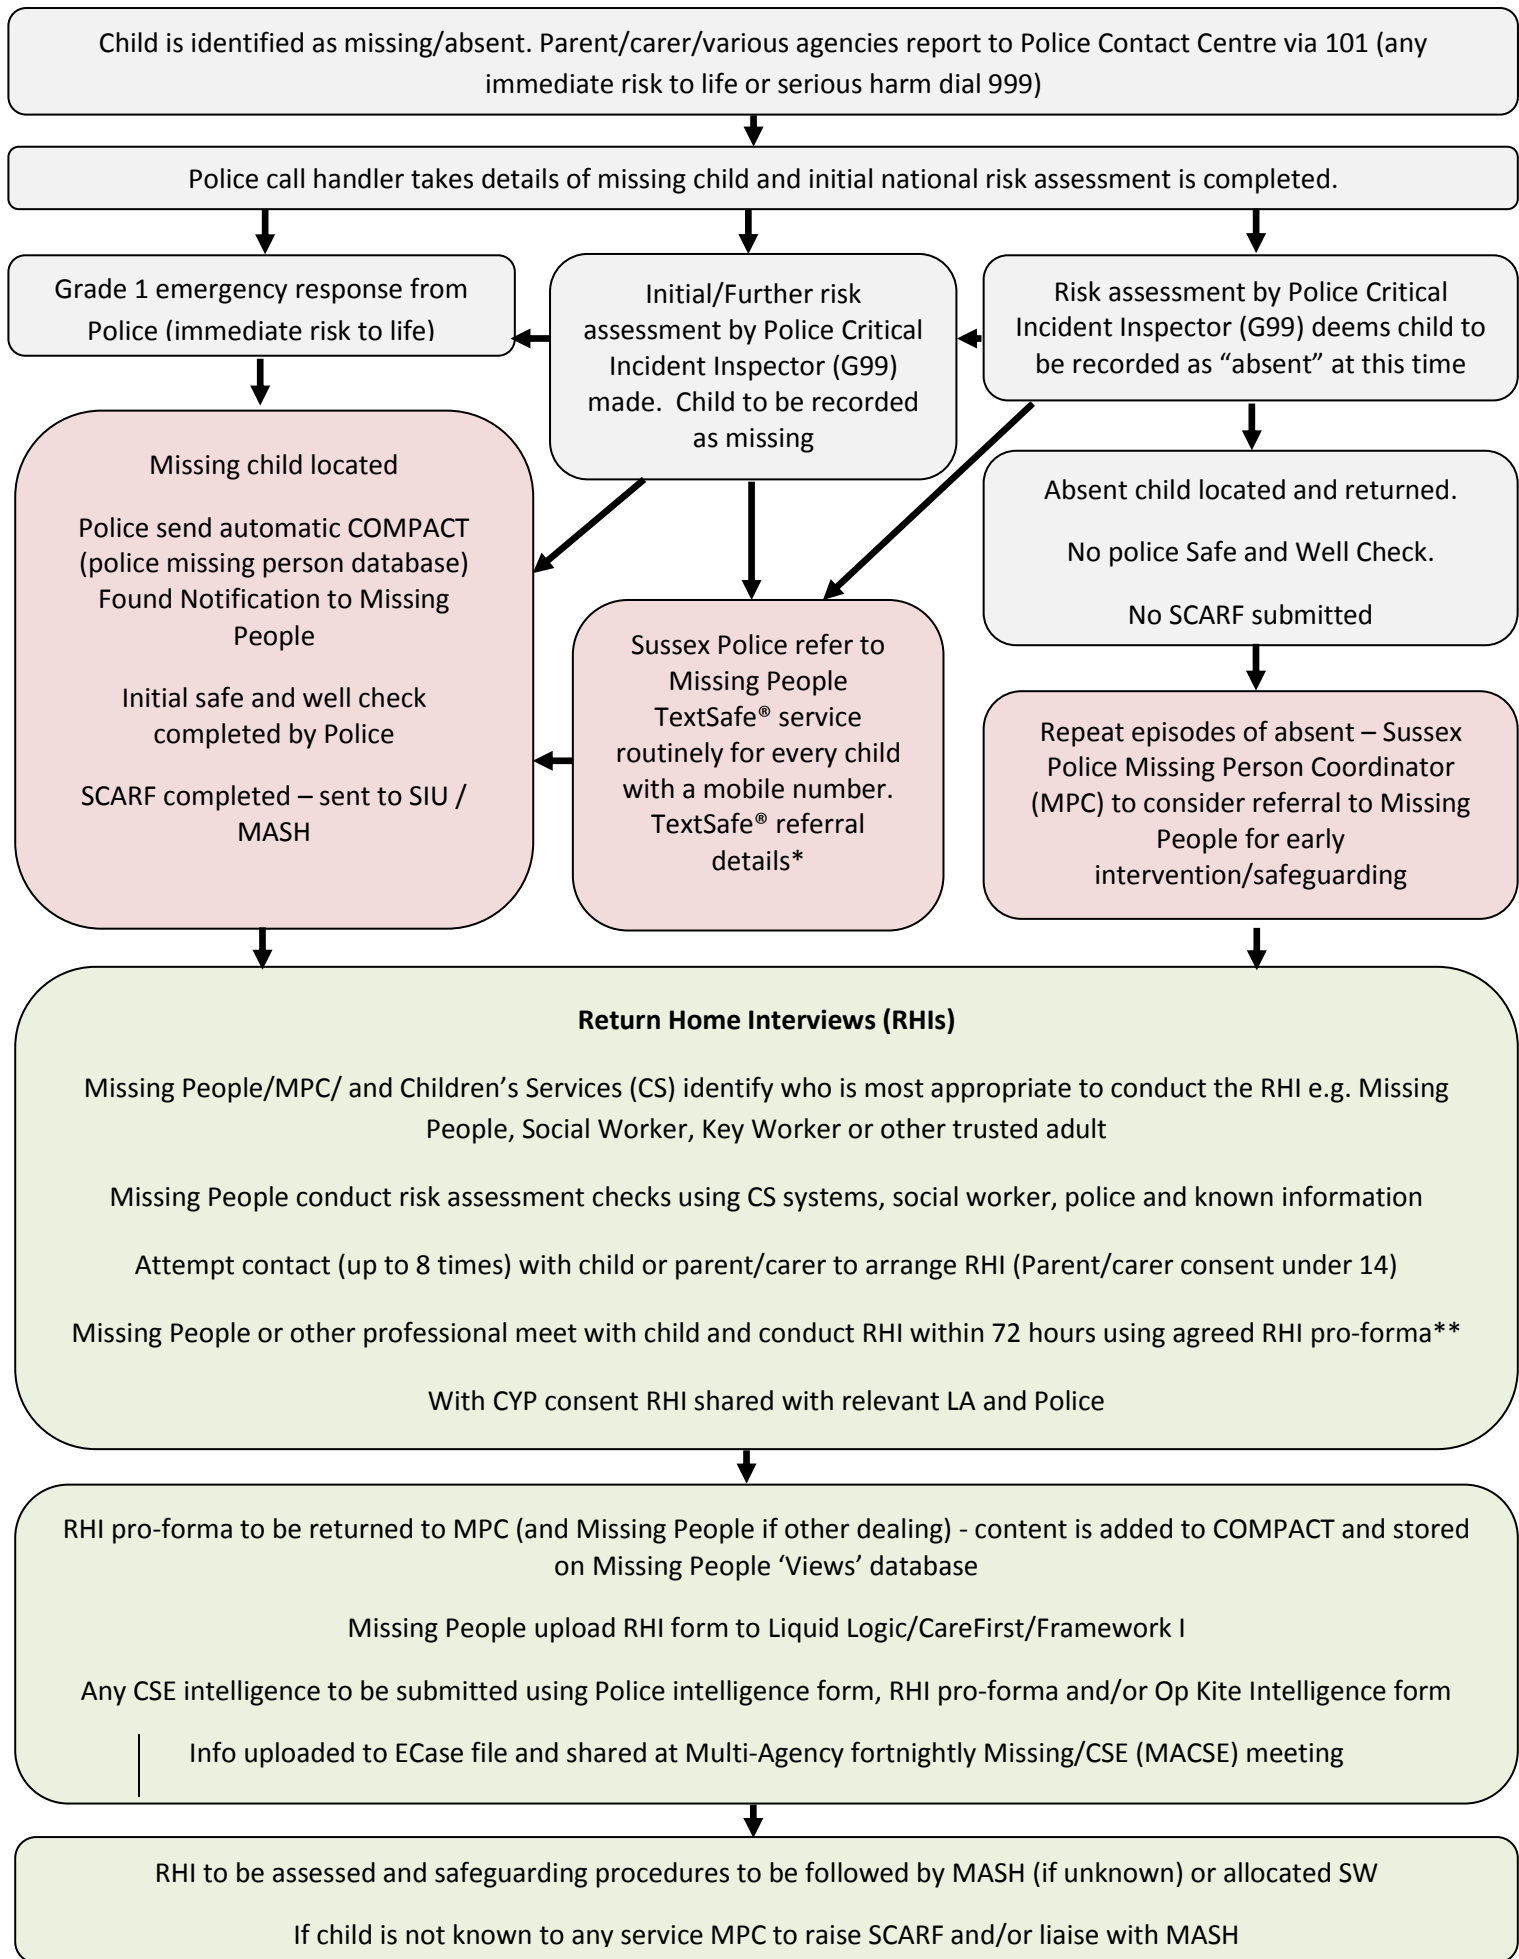 Child is identified as missing/absent. Parent/carer/various agencies report to Police Contact Centre via 101 (any
immediate risk to life or serious harm dial 999)
Police call handler takes details of missing child and initial national risk assessment is completed.
Grade 1 emergency response from
Police (immediate risk to life)
Initial/Further risk
assessment by Police Critical
Incident Inspector (G99)
made.  Child to be recorded
as missing
Risk assessment by Police Critical
Incident Inspector (G99) deems child to
be recorded as “absent” at this time
Missing child located
Police send automatic COMPACT
(police missing person database)
Found Notification to Missing
People
Initial safe and well check
completed by Police
SCARF completed – sent to SIU /
MASH
Sussex Police refer to
Missing People
TextSafe® service
routinely for every child
with a mobile number.
TextSafe® referral
details*
Absent child located and returned.
No police Safe and Well Check.
No SCARF submitted
Repeat episodes of absent – Sussex
Police Missing Person Coordinator
(MPC) to consider referral to Missing
People for early
intervention/safeguarding
Return Home Interviews (RHIs)
Missing People/MPC/ and Children’s Services (CS) identify who is most appropriate to conduct the RHI e.g. Missing
People, Social Worker, Key Worker or other trusted adult
Missing People conduct risk assessment checks using CS systems, social worker, police and known information
Attempt contact (up to 8 times) with child or parent/carer to arrange RHI (Parent/carer consent under 14)
Missing People or other professional meet with child and conduct RHI within 72 hours using agreed RHI pro-forma**
With CYP consent RHI shared with relevant LA and Police
RHI pro-forma to be returned to MPC (and Missing People if other dealing) - content is added to COMPACT and stored
on Missing People ‘Views’ database
Missing People upload RHI form to Liquid Logic/CareFirst/Framework I
Any CSE intelligence to be submitted using Police intelligence form, RHI pro-forma and/or Op Kite Intelligence form
Info uploaded to ECase file and shared at Multi-Agency fortnightly Missing/CSE (MACSE) meeting
RHI to be assessed and safeguarding procedures to be followed by MASH (if unknown) or allocated SW
If child is not known to any service MPC to raise SCARF and/or liaise with MASH